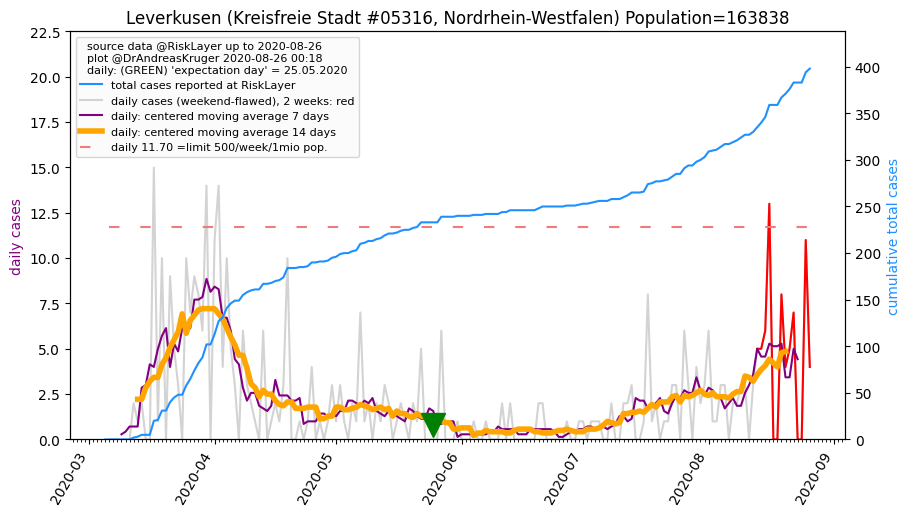 Leverkusen (Kreisfreie Stadt #05316, Nordrhein-Westfalen) Population=163838
source data @RiskLayer up to 2020-08-26
plot @DrAndreasKruger 2020-08-26 00:18
daily: (GREEN) 'expectation day' = 25.05.2020
total cases reported at RiskLayer
daily cases (weekend-flawed), 2 weeks: red
daily: centered moving average 7 days
daily: centered moving average 14 days
daily 11.70 =limit 500/week/1mio pop.
daily cases
22.5
20.0
17.5
15.0
12.5
10.0
7.5
5.0
2.5
0.0
400
350
300
250
200
150
100
50
0
cumulative total cases
2020-03
2020-04
2020-05
2020-06
2020-07
2020-08
2020-09